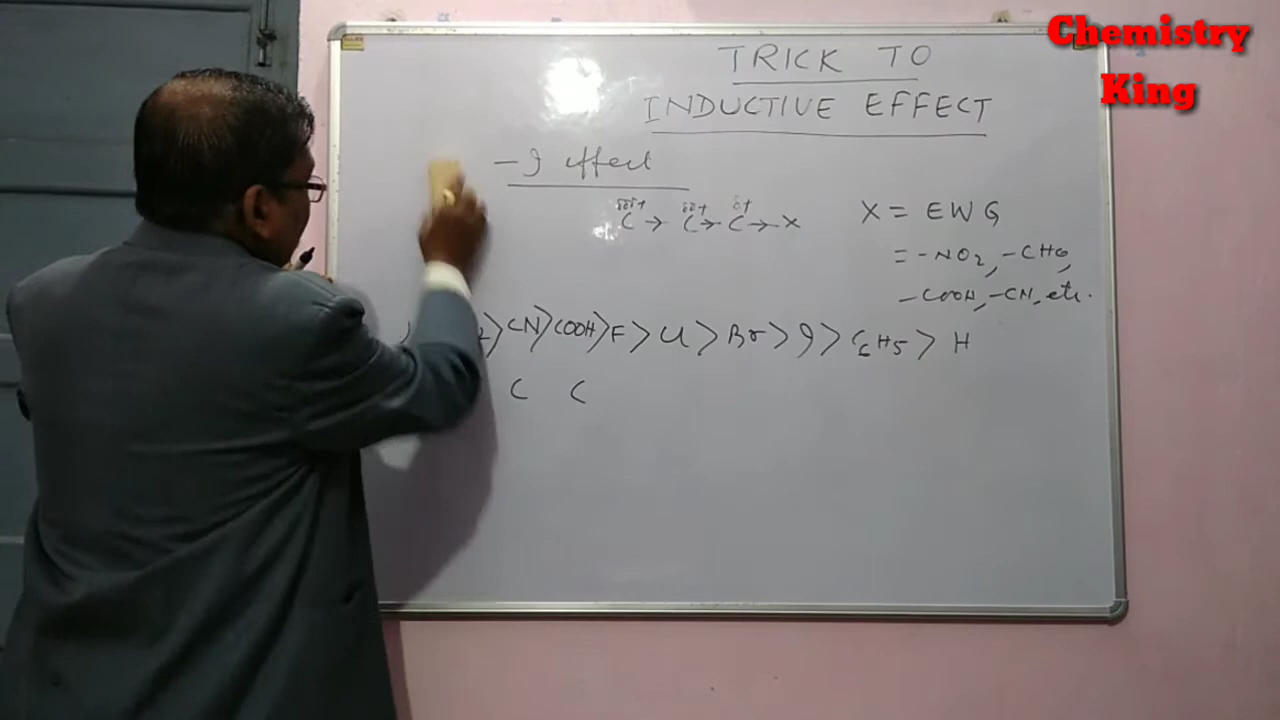 Chemistry
King
TRICK TO
INDUCTIVE EFFECT
– I effect
δδδ+ δδ+ δ+
C → C → C → X
X = EWG
= -NO₂, -CHO,
-COOH, -CN, etc.
> CN > COOH > F > Cl > Br > I > C₆H₅ > H
C C